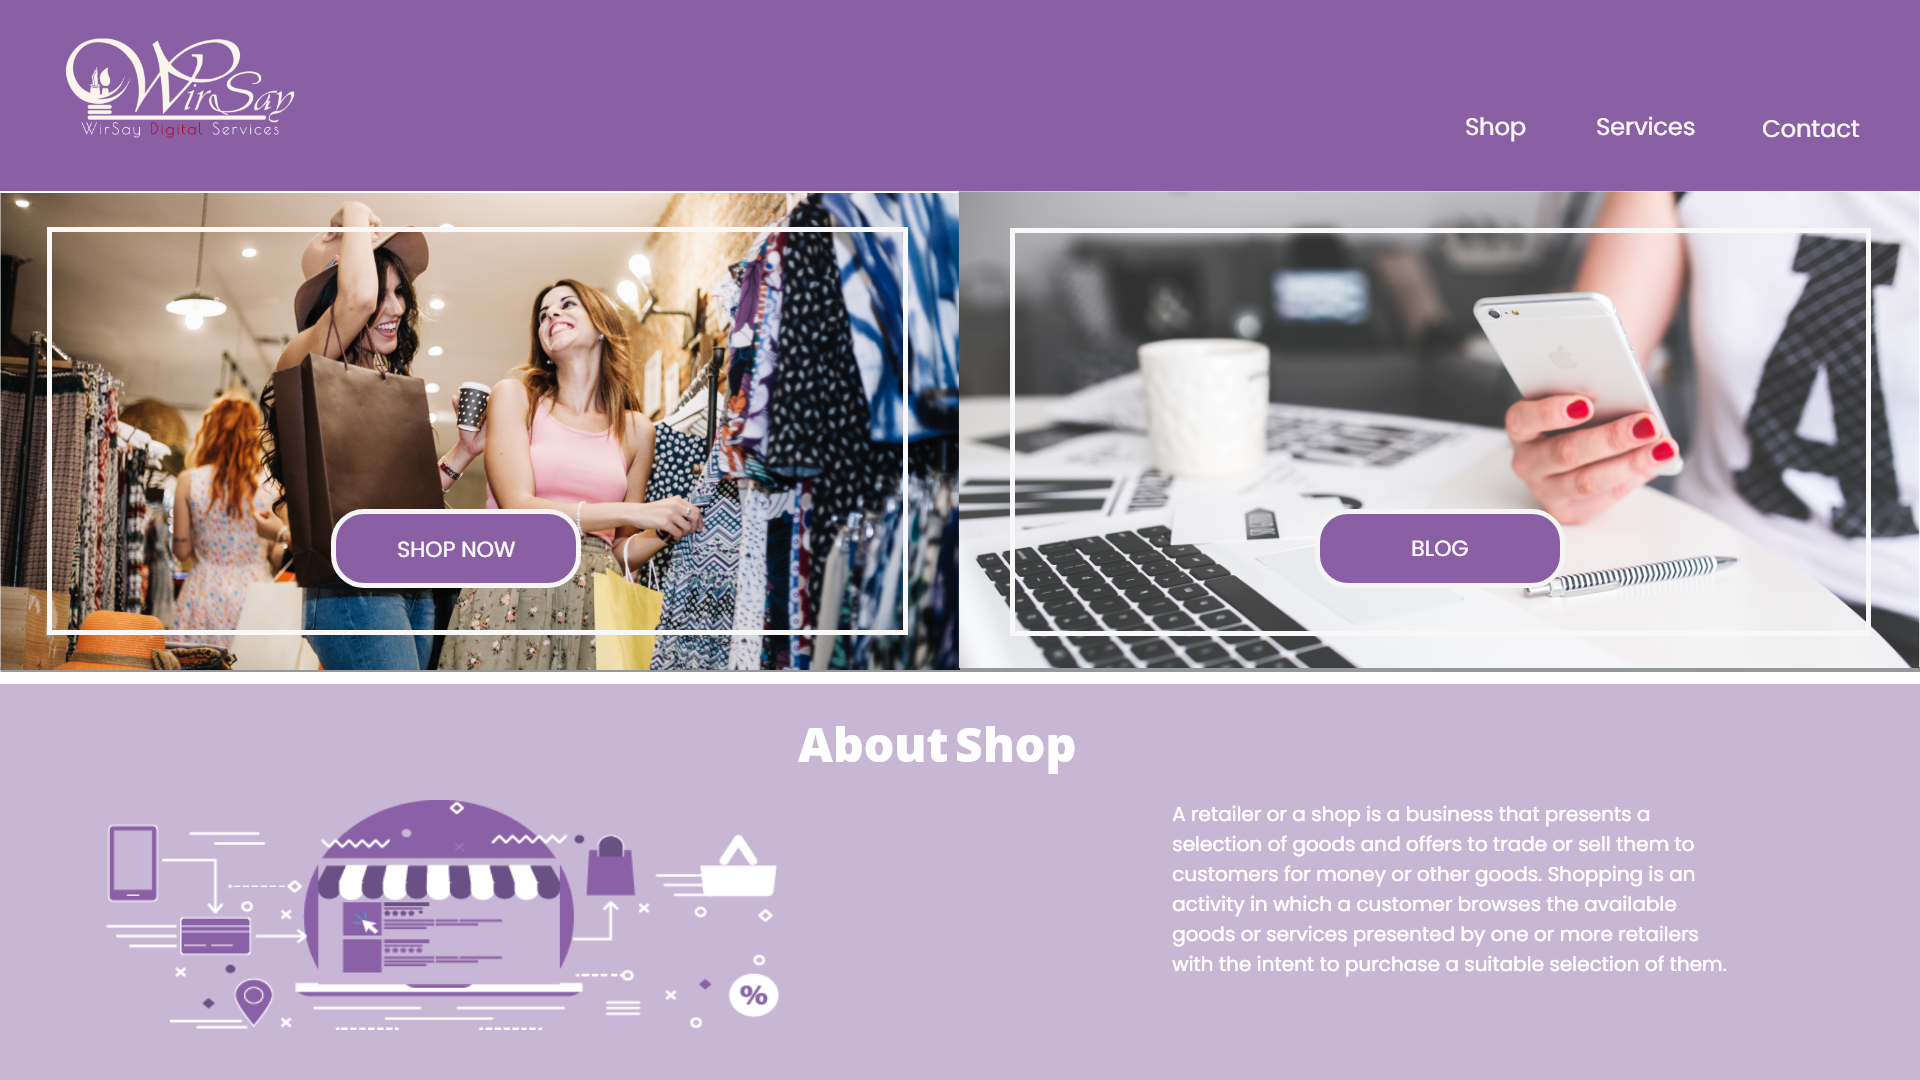 WirSay
WirSay Digital Services
Shop
Services
Contact
SHOP NOW
BLOG
About Shop
A retailer or a shop is a business that presents a
selection of goods and offers to trade or sell them to
customers for money or other goods. Shopping is an
activity in which a customer browses the available
goods or services presented by one or more retailers
with the intent to purchase a suitable selection of them.
%